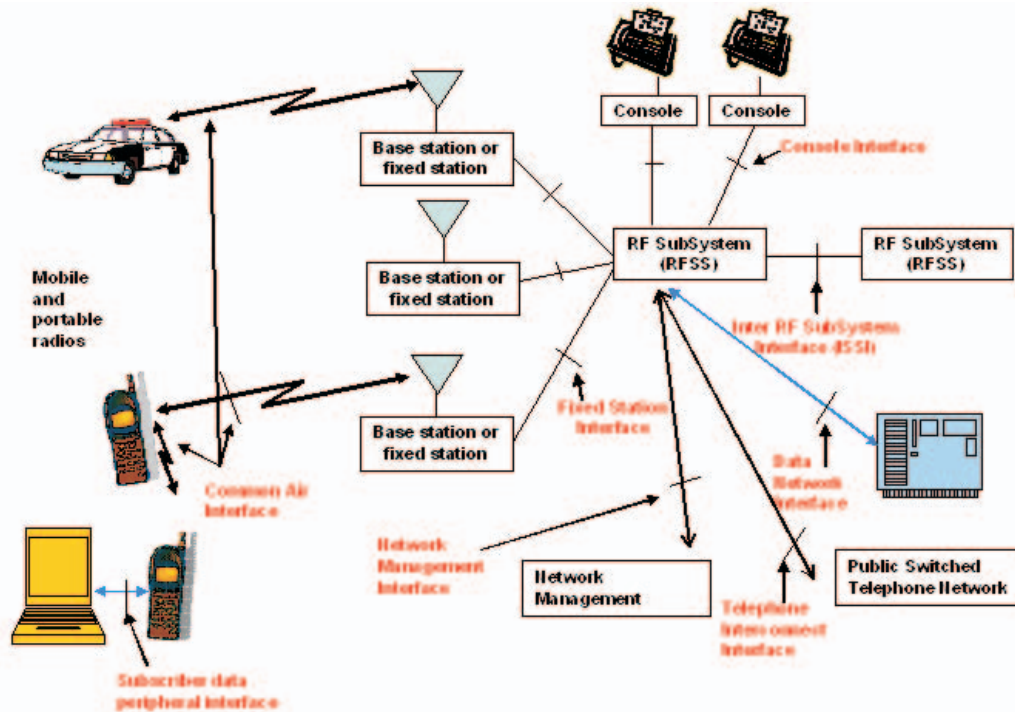 Console
Console
Console Interface
Base station or
fixed station
RF SubSystem
(RFSS)
RF SubSystem
(RFSS)
Mobile
and
portable
radios
Base station or
fixed station
Inter RF SubSystem
Interface (ISSI)
Fixed Station
Interface
Base station or
fixed station
Data
Network
Interface
Common Air
Interface
Network
Management
Interface
Network
Management
Public Switched
Telephone Network
Telephone
Interconnect
Interface
Subscriber data
peripheral interface